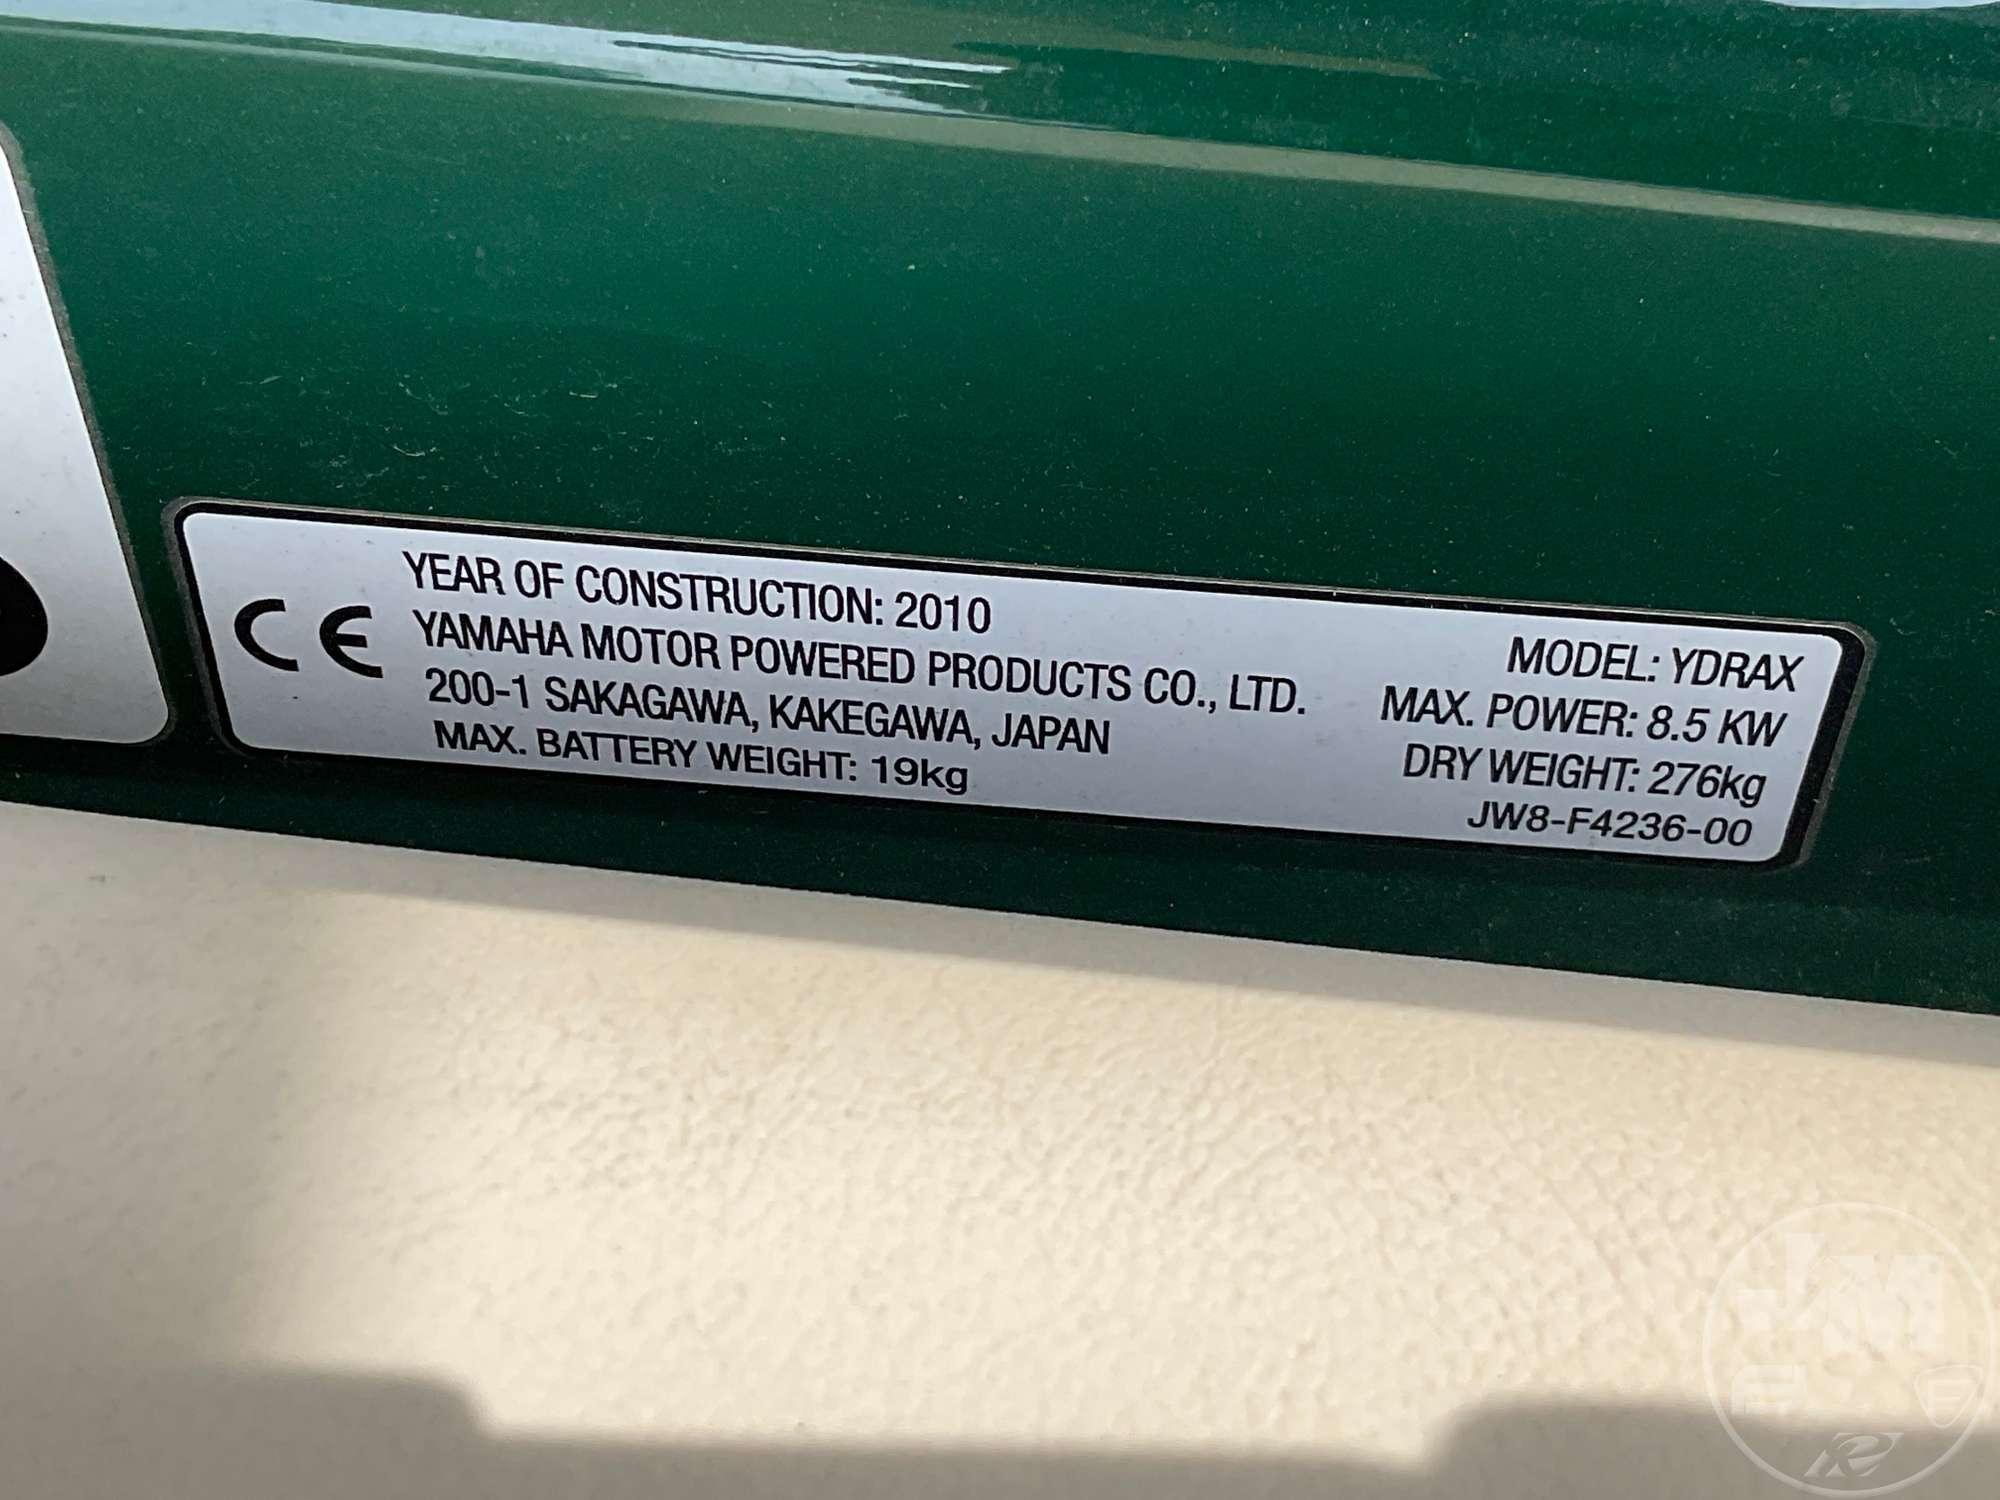 CE
YEAR OF CONSTRUCTION: 2010
YAMAHA MOTOR POWERED PRODUCTS CO., LTD.
200-1 SAKAGAWA, KAKEGAWA, JAPAN
MAX. BATTERY WEIGHT: 19kg
MODEL: YDRAX
MAX. POWER: 8.5 KW
DRY WEIGHT: 276kg
JW8-F4236-00
JM